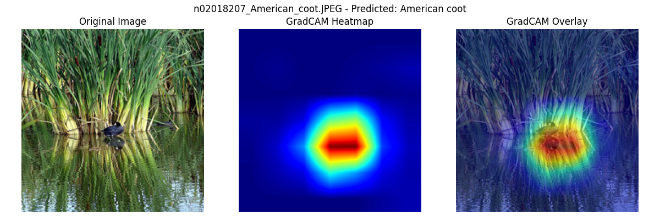 n02018207_American_coot.JPEG - Predicted: American coot
Original Image
GradCAM Heatmap
GradCAM Overlay